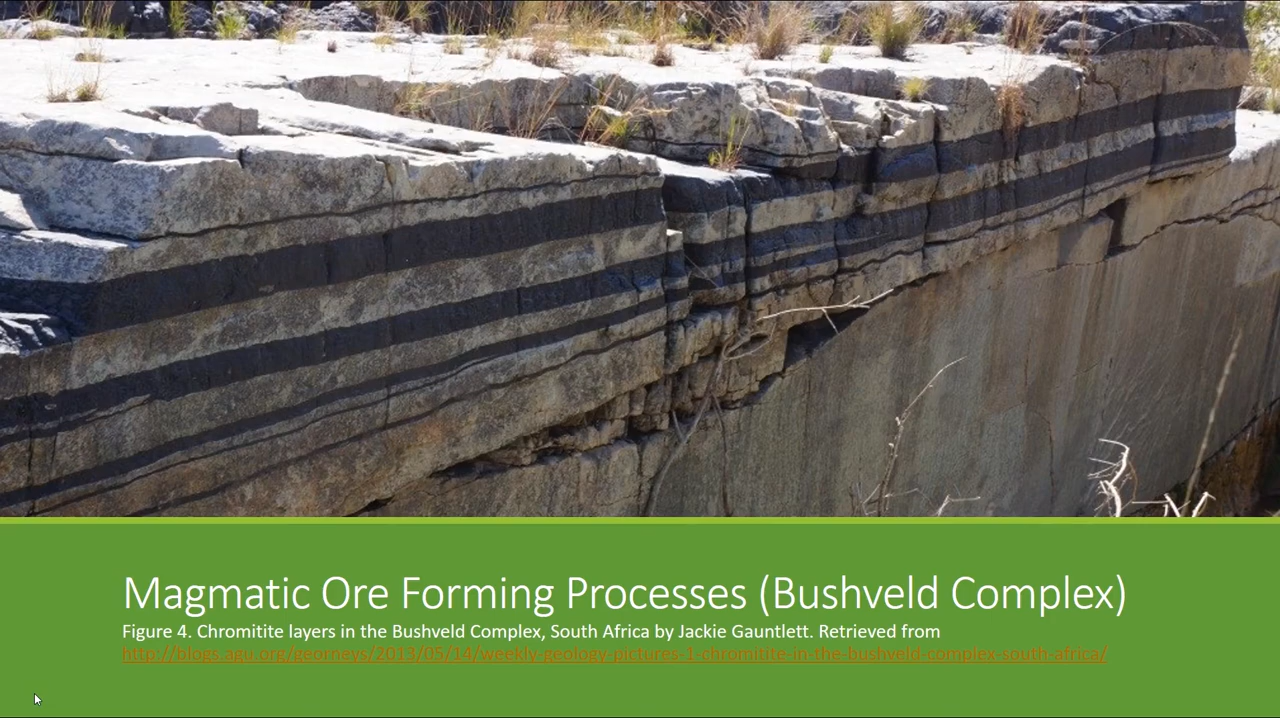 Magmatic Ore Forming Processes (Bushveld Complex)
Figure 4. Chromitite layers in the Bushveld Complex, South Africa by Jackie Gauntlett. Retrieved from
http://blogs.agu.org/georneys/2013/05/14/weekly-geology-pictures-1-chromitite-in-the-bushveld-complex-south-africa/